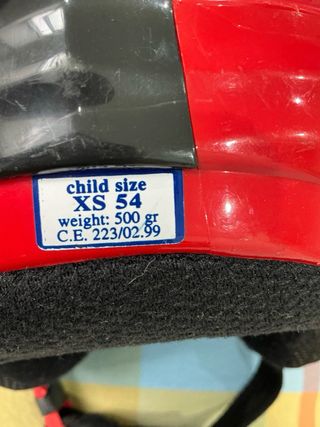 child size
XS 54
weight: 500 gr
C.E. 223/02.99